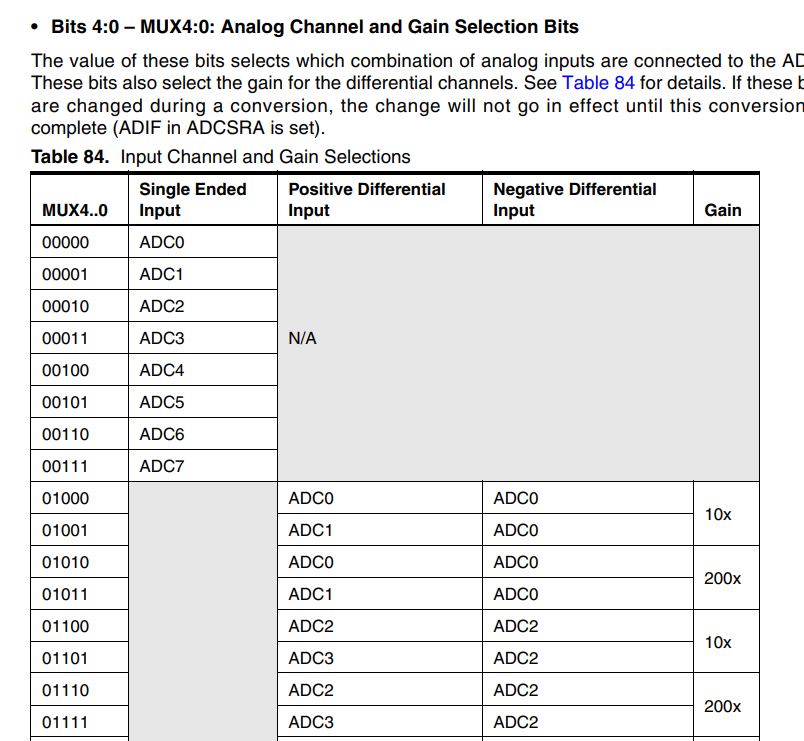 • Bits 4:0 – MUX4:0: Analog Channel and Gain Selection Bits
The value of these bits selects which combination of analog inputs are connected to the
These bits also select the gain for the differential channels. See Table 84 for details. If these
are changed during a conversion, the change will not go in effect until this conversion
complete (ADIF in ADCSRA is set).
Table 84. Input Channel and Gain Selections
MUX4..0 Single Ended Input Positive Differential Input Negative Differential Input Gain
00000 ADC0
00001 ADC1
00010 ADC2
00011 ADC3 N/A
00100 ADC4
00101 ADC5
00110 ADC6
00111 ADC7
01000 ADC0 ADC0
10x
01001 ADC1 ADC0
01010 ADC0 ADC0
200x
01011 ADC1 ADC0
01100 ADC2 ADC2
10x
01101 ADC3 ADC2
01110 ADC2 ADC2
200x
01111 ADC3 ADC2